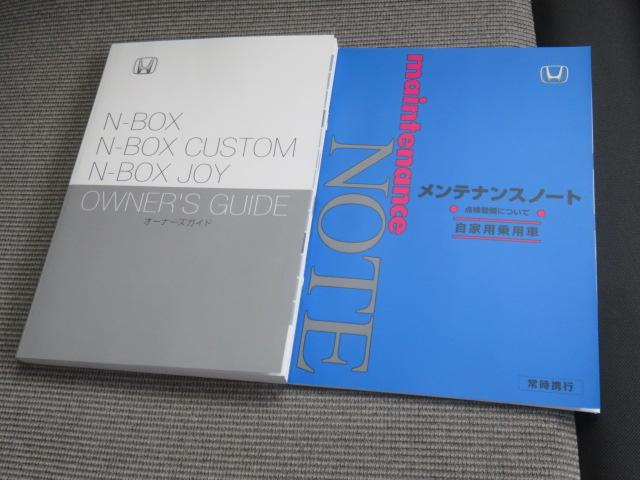 N-BOX
N-BOX CUSTOM
N-BOX JOY
OWNER'S GUIDE
オーナーズガイド
maintenance
NOTE
メンテナンスノート
点検整備について
自家用乗用車
常時携行